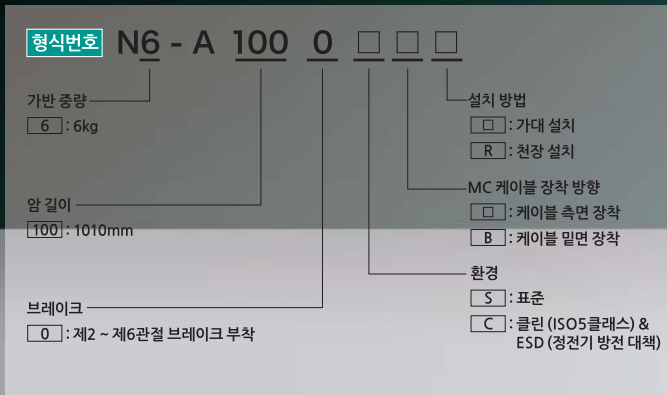 형식번호 N6 - A 100 0 □ □ □
가반 중량
6 : 6kg
암 길이
100 : 1010mm
브레이크
0 : 제2 ~ 제6관절 브레이크 부착
설치 방법
□ : 가대 설치
R : 천장 설치
MC 케이블 장착 방향
□ : 케이블 측면 장착
B : 케이블 밑면 장착
환경
S : 표준
C : 클린 (ISO5클래스) &
ESD (정전기 방전 대책)